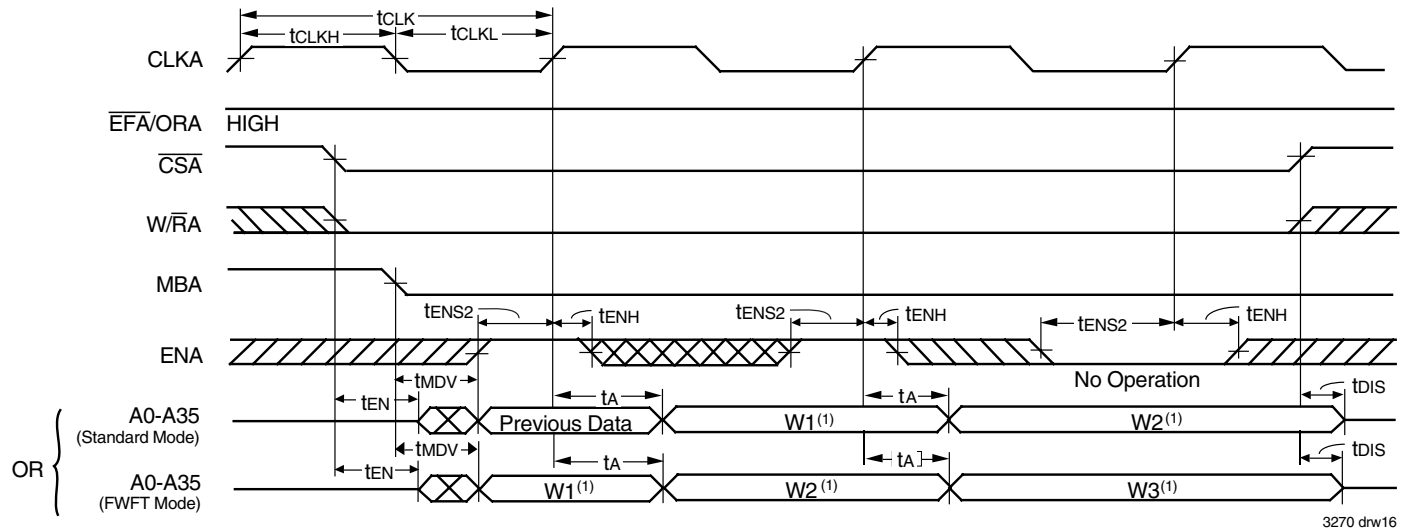 tCLK
tCLKH tCLKL
CLKA
EFA/ORA HIGH
CSA
W/RA
MBA
tENS2 tENH tENS2 tENH tENS2 tENH
ENA
No Operation
tMDV
tEN tA tA tDIS
A0-A35
(Standard Mode)
Previous Data W1(1) W2(1)
OR
tMDV
tEN tA tA tDIS
A0-A35
(FWFT Mode)
W1(1) W2(1) W3(1)
3270 drw16